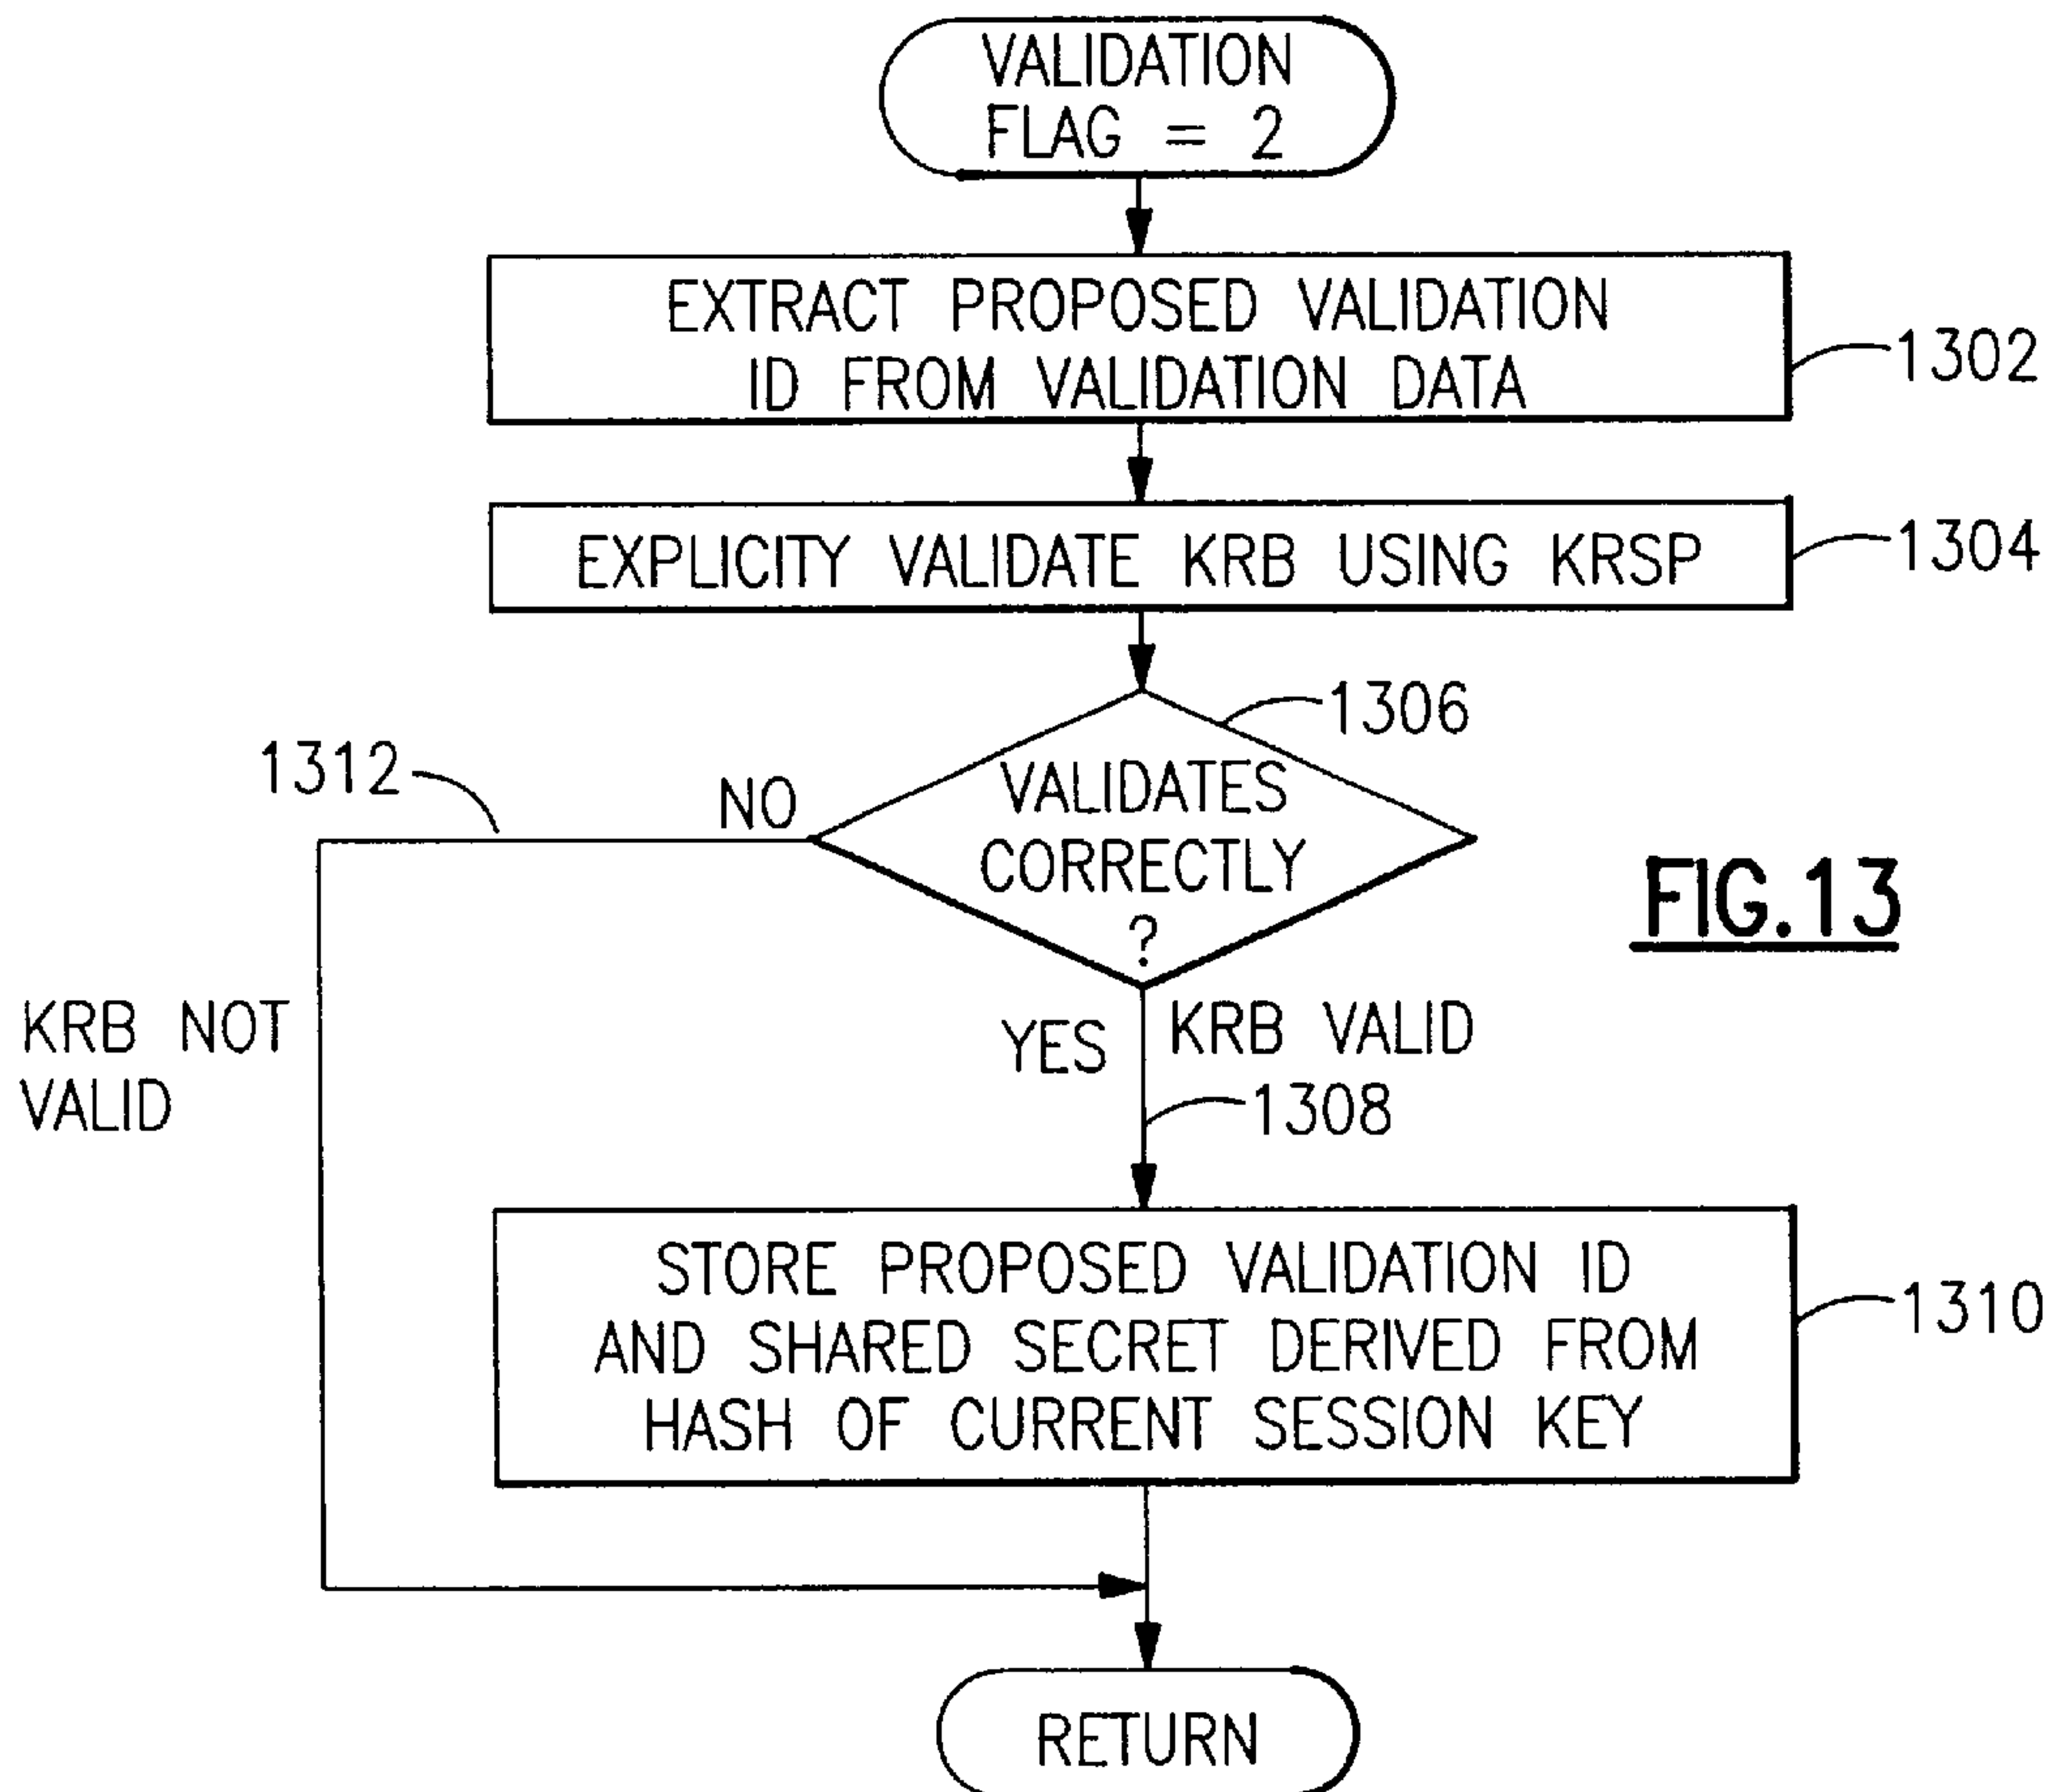 VALIDATION
FLAG = 2
EXTRACT PROPOSED VALIDATION
ID FROM VALIDATION DATA
1302
EXPLICITY VALIDATE KRB USING KRSP
1304
1306
1312
NO
VALIDATES
CORRECTLY
?
FIG.13
KRB NOT
VALID
YES
KRB VALID
1308
STORE PROPOSED VALIDATION ID
AND SHARED SECRET DERIVED FROM
HASH OF CURRENT SESSION KEY
1310
RETURN